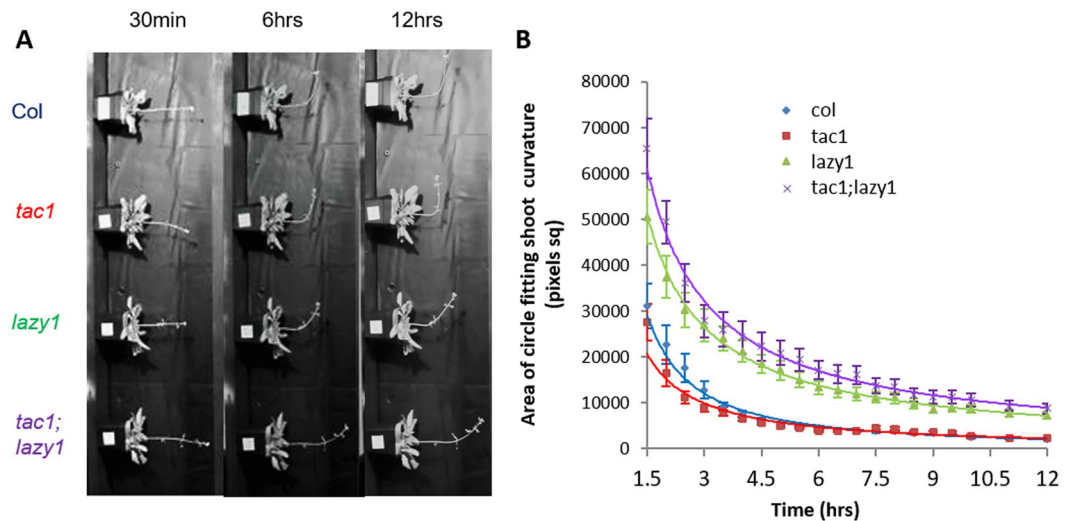 30min 6hrs 12hrs
A
Col
tac1
lazy1
tac1;
lazy1
B
Area of circle fitting shoot curvature
(pixels sq)
80000
70000
60000
50000
40000
30000
20000
10000
0
col
tac1
lazy1
tac1;lazy1
1.5 3 4.5 6 7.5 9 10.5 12
Time (hrs)